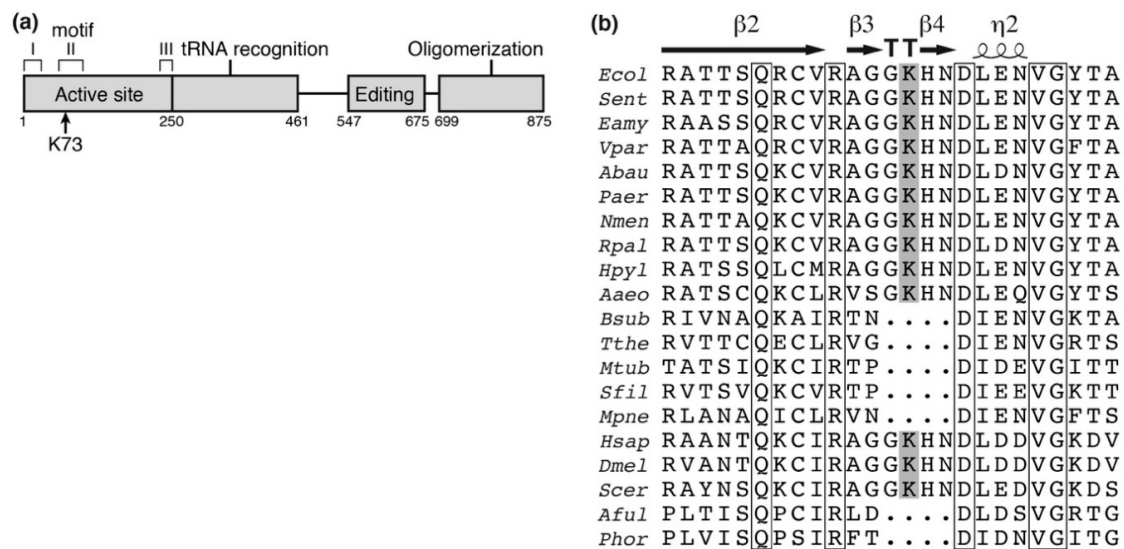 (a)
motif
I II III tRNA recognition Oligomerization
Active site Editing
1 250 461 547 675 699 875
K73
(b)
β2 β3 β4 η2
TT
Ecol RATTSQRCVRAGGKHNDLENVGYTA
Sent RATTSQRCVRAGGKHNDLENVGYTA
Eamy RAASSQRCVRAGGKHNDLENVGYTA
Vpar RATTAQRCVRAGGKHNDLENVGFTA
Abau RATTSQKCVRAGGKHNDLDNVGYTA
Paer RATTSQKCVRAGGKHNDLENVGYTA
Nmen RATTAQKCVRAGGKHNDLENVGYTA
Rpal RATTSQKCVRAGGKHNDLDNVGYTA
Hpyl RATSSQLCMRAGGKHNDLENVGYTA
Aaeo RATSCQKCLRVSGKHNDLEQVGYTS
Bsub RIVNAQKAIRTN....DIENVGKTA
Tthe RVTTCQECLRVG....DIENVGRTS
Mtub TATSIQKCIRTP....DIDEVGITT
Sfil RVTSVQKCVRTP....DIEEVGKTT
Mpne RLANAQICLRVN....DIENVGFTS
Hsap RAANTQKCIRAGGKHNDLDDVGKDV
Dmel RVANTQKCIRAGGKHNDLDDVGKDV
Scer RAYNSQKCIRAGGKHNDLEDVGKDS
Aful PLTISQPCIRLD....DLDSVGRTG
Phor PLVISQPSIRFT....DIDNVGITG